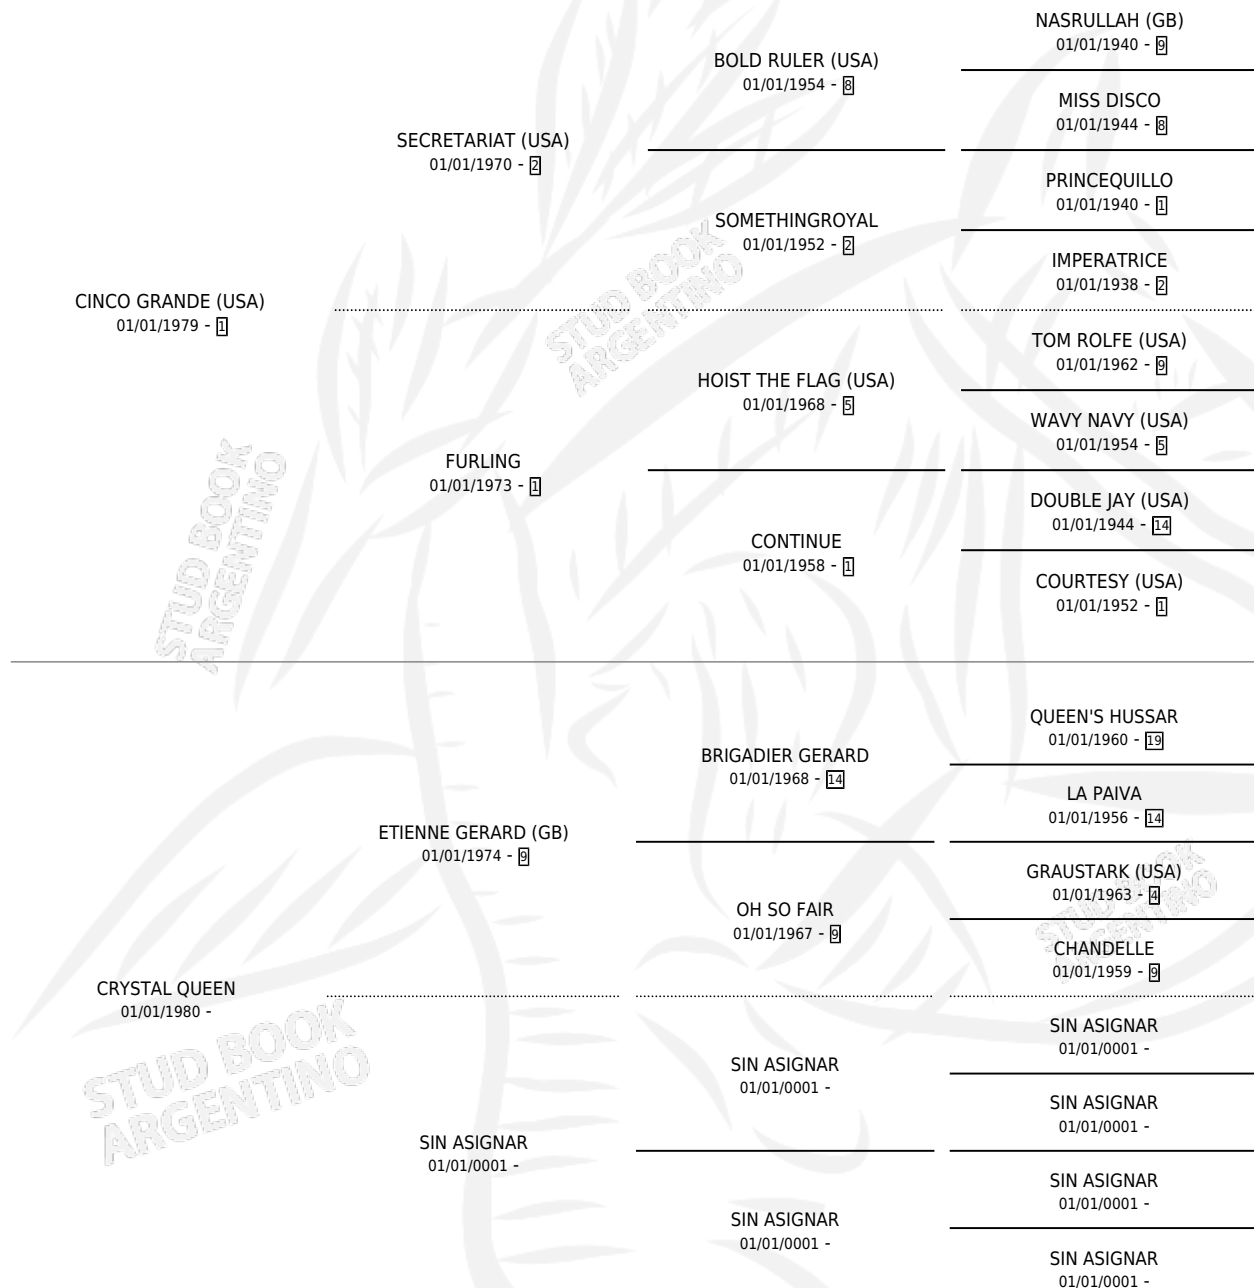 NASRULLAH (GB)
01/01/1940 - 9
BOLD RULER (USA)
01/01/1954 - 8
MISS DISCO
01/01/1944 - 8
SECRETARIAT (USA)
01/01/1970 - 2
PRINCEQUILLO
01/01/1940 - 1
SOMETHINGROYAL
01/01/1952 - 2
IMPERATRICE
01/01/1938 - 2
CINCO GRANDE (USA)
01/01/1979 - 1
TOM ROLFE (USA)
01/01/1962 - 9
HOIST THE FLAG (USA)
01/01/1968 - 5
WAVY NAVY (USA)
01/01/1954 - 5
FURLING
01/01/1973 - 1
DOUBLE JAY (USA)
01/01/1944 - 14
CONTINUE
01/01/1958 - 1
COURTESY (USA)
01/01/1952 - 1
QUEEN'S HUSSAR
01/01/1960 - 19
BRIGADIER GERARD
01/01/1968 - 14
LA PAIVA
01/01/1956 - 14
ETIENNE GERARD (GB)
01/01/1974 - 9
GRAUSTARK (USA)
01/01/1963 - 4
OH SO FAIR
01/01/1967 - 9
CHANDELLE
01/01/1959 - 9
CRYSTAL QUEEN
01/01/1980 -
SIN ASIGNAR
01/01/0001 -
SIN ASIGNAR
01/01/0001 -
SIN ASIGNAR
01/01/0001 -
SIN ASIGNAR
01/01/0001 -
SIN ASIGNAR
01/01/0001 -
SIN ASIGNAR
01/01/0001 -
SIN ASIGNAR
01/01/0001 -
STUD BOOK
ARGENTINO
STUD BOOK
ARGENTINO
STUD BOOK
ARGENTINO
STUD BOOK
ARGENTINO